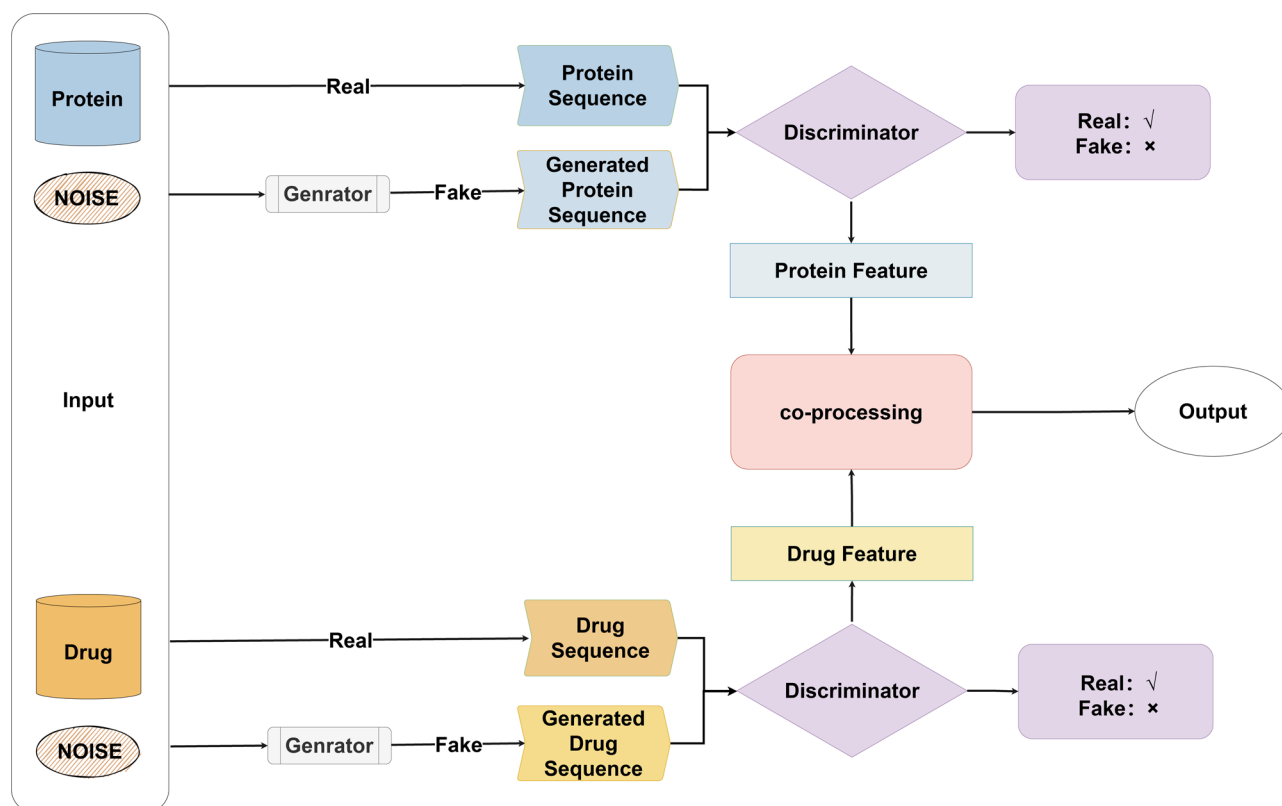 Protein
Real
Protein
Sequence
Discriminator
Real: √
Fake: ×
NOISE
Genrator
Fake
Generated
Protein
Sequence
Protein Feature
Input
co-processing
Output
Drug Feature
Drug
Real
Drug
Sequence
Discriminator
Real: √
Fake: ×
NOISE
Genrator
Fake
Generated
Drug
Sequence